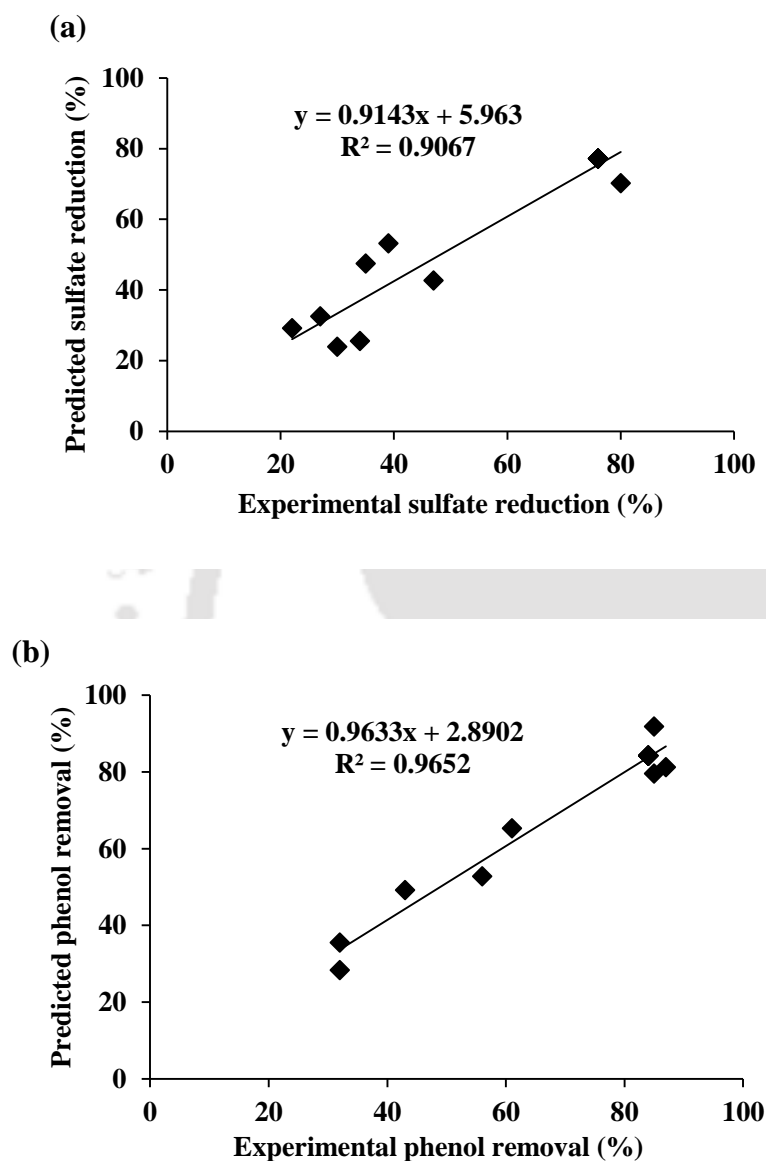 (a)
y = 0.9143x + 5.963
R² = 0.9067
Predicted sulfate reduction (%)
100
80
60
40
20
0
0 20 40 60 80 100
Experimental sulfate reduction (%)
(b)
y = 0.9633x + 2.8902
R² = 0.9652
Predicted phenol removal (%)
100
80
60
40
20
0
0 20 40 60 80 100
Experimental phenol removal (%)